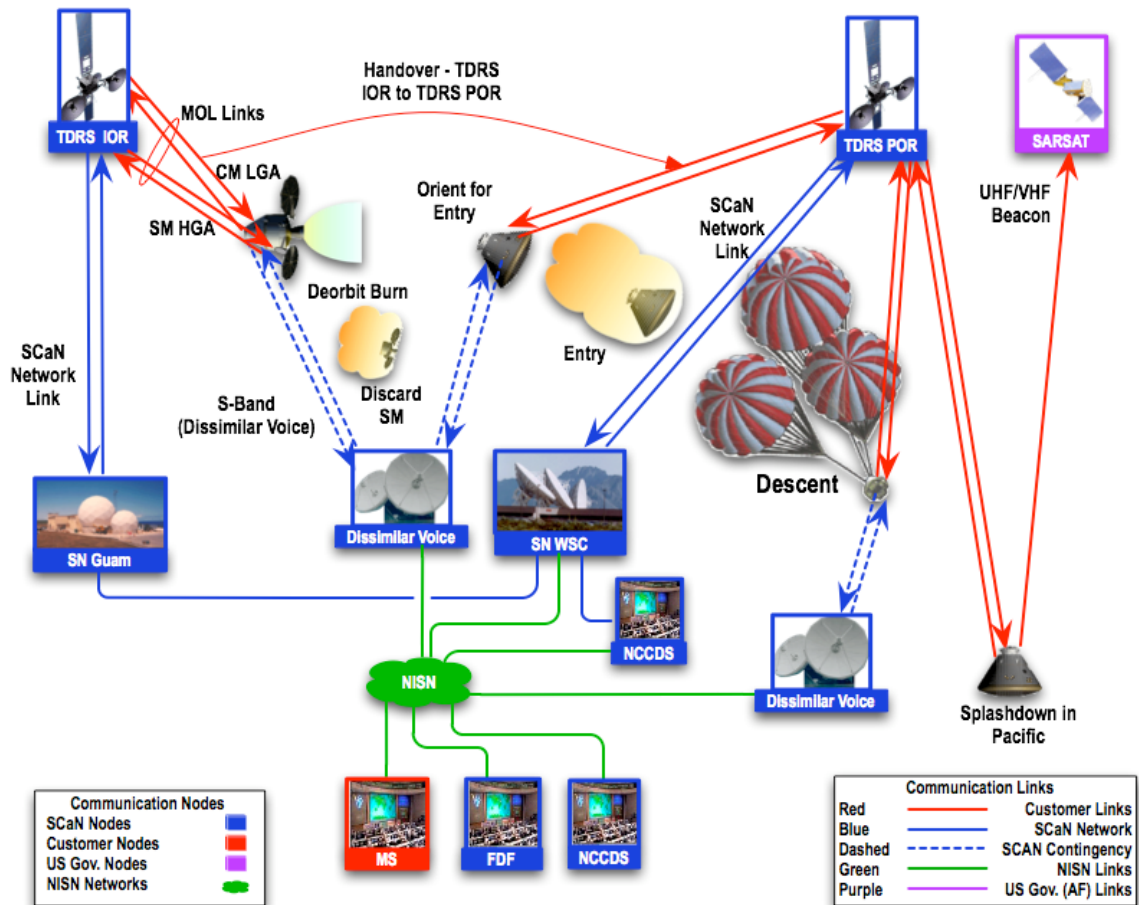 Handover - TDRS
IOR to TDRS POR
MOL Links
TDRS IOR
TDRS POR
SARSAT
CM LGA
Orient for
Entry
SCaN
Network
Link
UHF/VHF
Beacon
SM HGA
Deorbit Burn
Entry
SCaN
Network
Link
Discard
SM
S-Band
(Dissimilar Voice)
Descent
SN Guam
Dissimilar Voice
SN WSC
NCCDS
NISN
Dissimilar Voice
Splashdown in
Pacific
MS
FDF
NCCDS
Communication Nodes
SCaN Nodes
Customer Nodes
US Gov. Nodes
NISN Networks
Communication Links
Red Customer Links
Blue SCaN Network
Dashed SCAN Contingency
Green NISN Links
Purple US Gov. (AF) Links